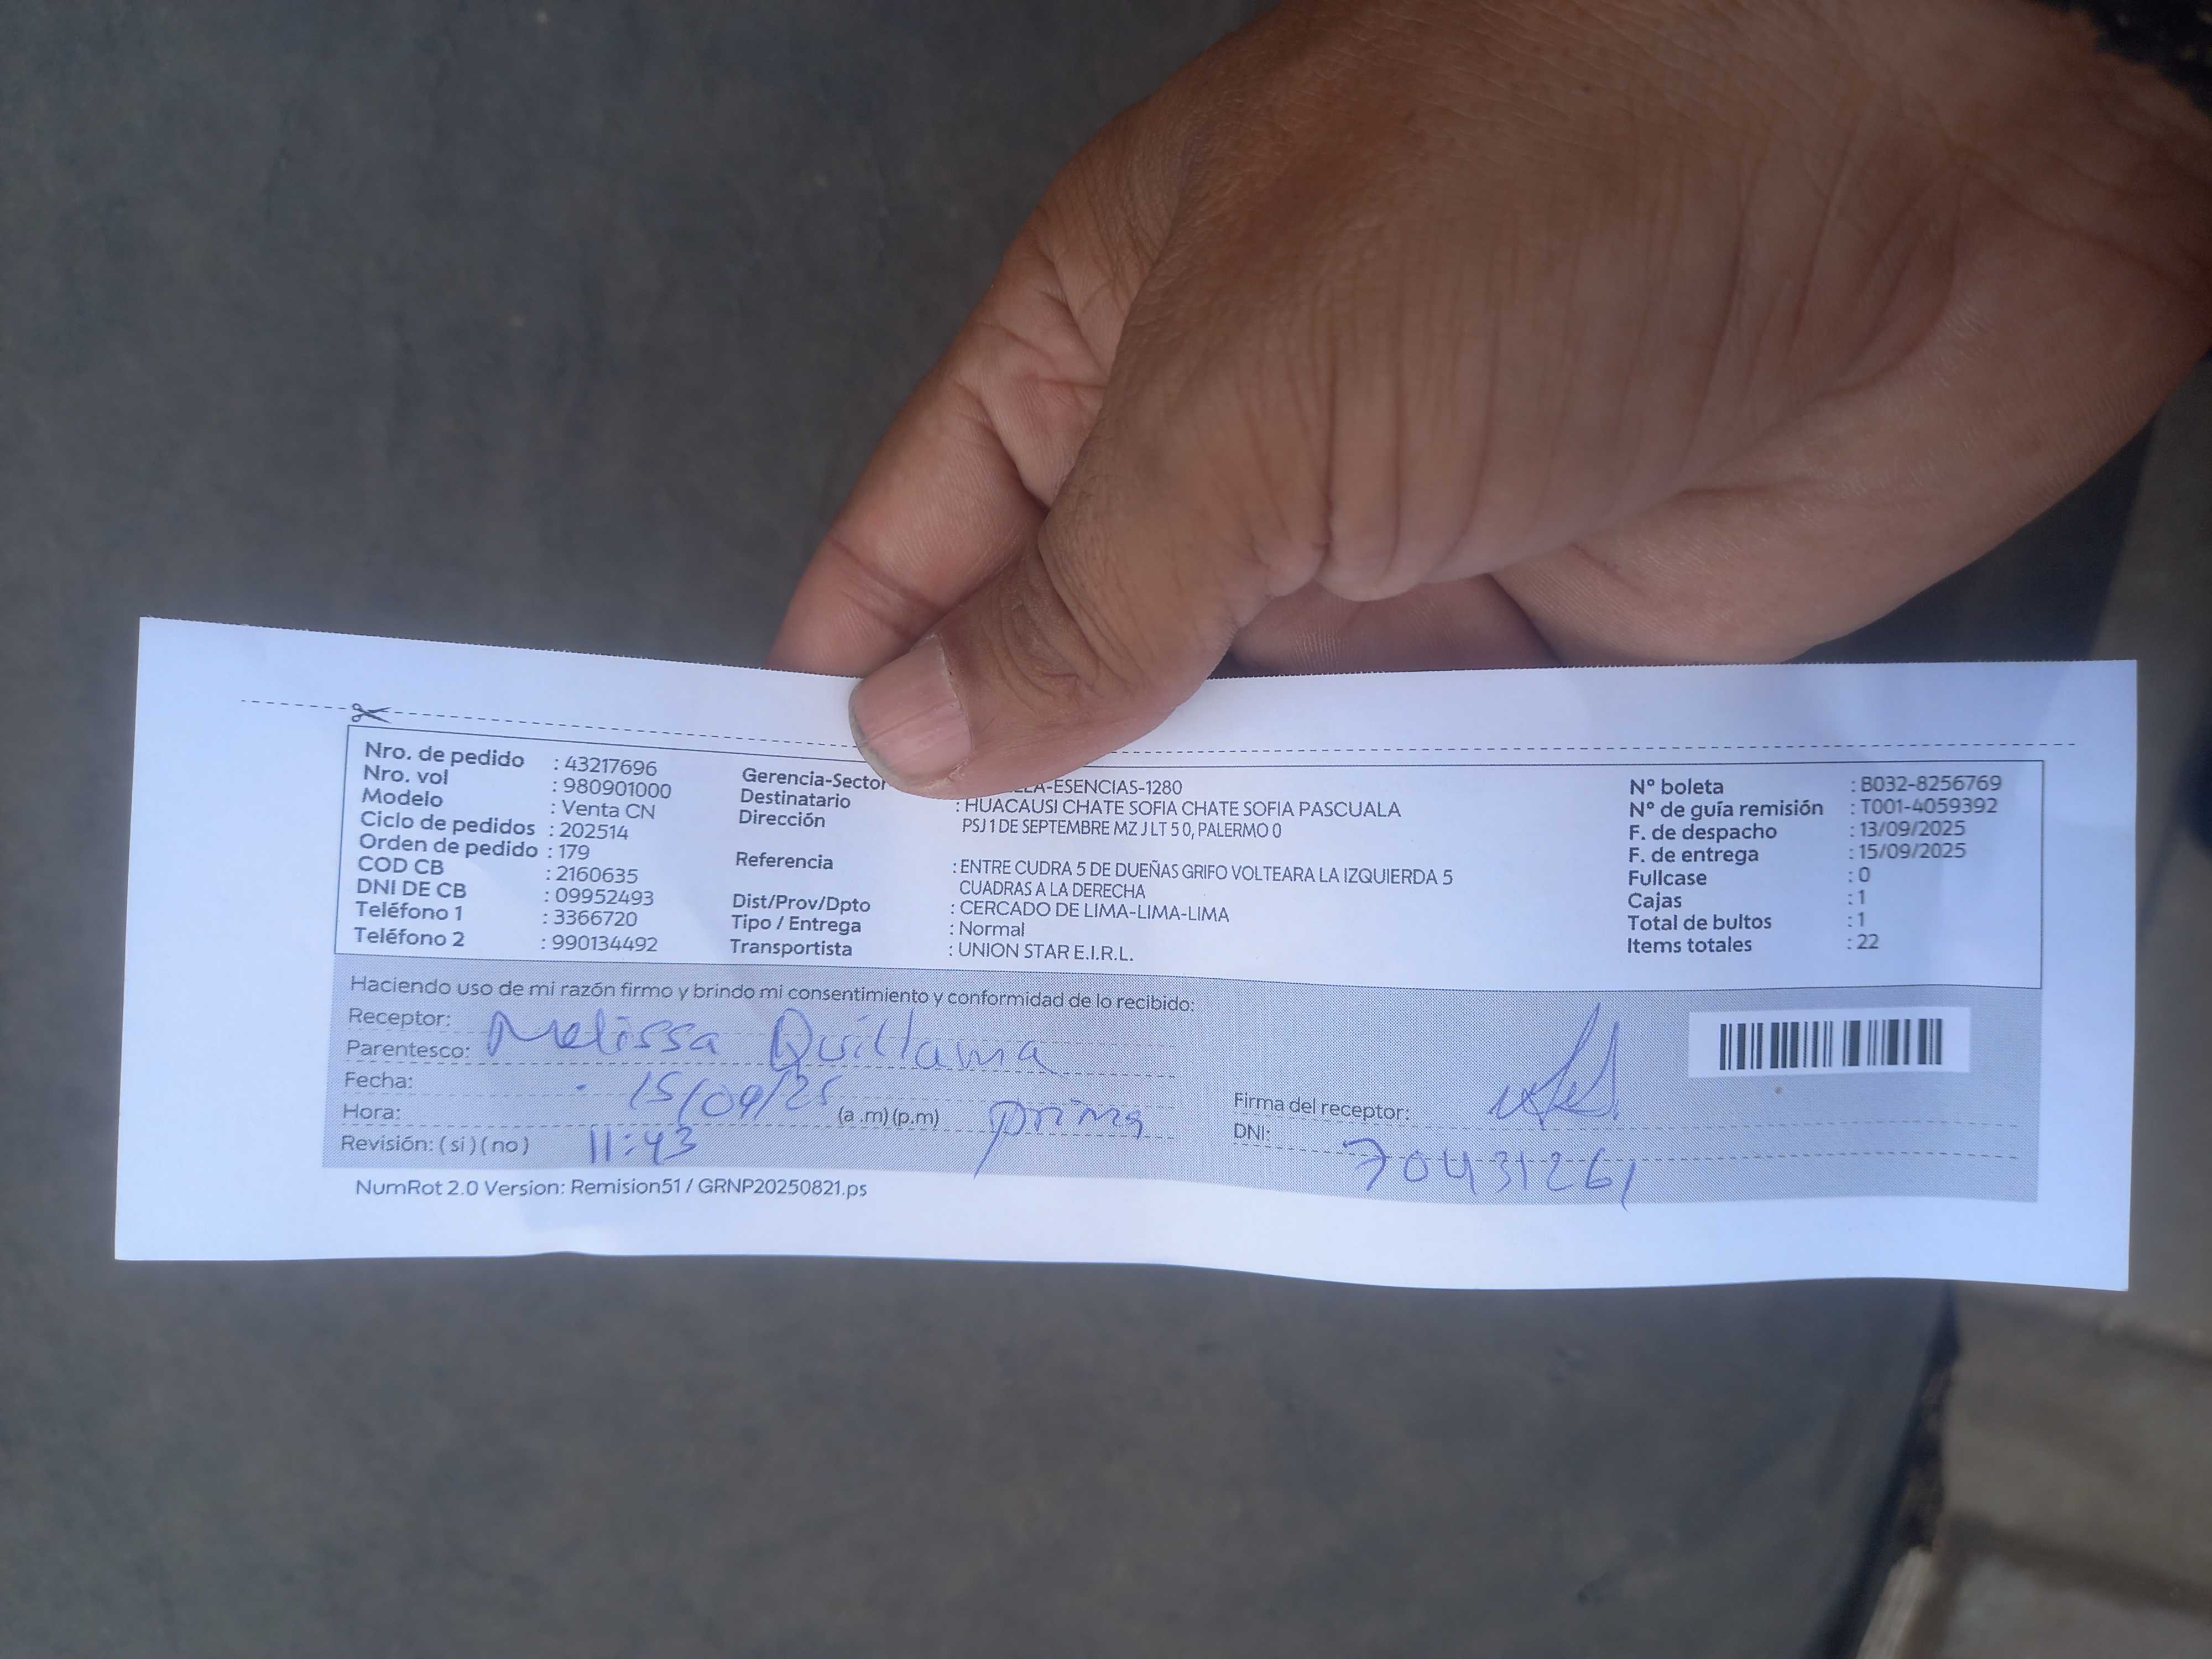 Nro. de pedido : 43217696
Nro. vol : 980901000
Modelo : Venta CN
Ciclo de pedidos : 202514
Orden de pedido : 179
COD CB : 2160635
DNI DE CB : 09952493
Teléfono 1 : 3366720
Teléfono 2 : 990134492
Gerencia-Sector -ESENCIAS-1280
Destinatario : HUACAUSI CHATE SOFIA CHATE SOFIA PASCUALA
Dirección PSJ 1 DE SEPTEMBRE MZ J LT 5 0, PALERMO 0
Referencia : ENTRE CUDRA 5 DE DUEÑAS GRIFO VOLTEARA LA IZQUIERDA 5
CUADRAS A LA DERECHA
Dist/Prov/Dpto : CERCADO DE LIMA-LIMA-LIMA
Tipo / Entrega : Normal
Transportista : UNION STAR E.I.R.L.
Nº boleta : B032-8256769
Nº de guía remisión : T001-4059392
F. de despacho : 13/09/2025
F. de entrega : 15/09/2025
Fullcase : 0
Cajas : 1
Total de bultos : 1
Items totales : 22
Haciendo uso de mi razón firmo y brindo mi consentimiento y conformidad de lo recibido:
Receptor: Melissa Quillama
Parentesco:
Fecha: 15/09/25
Hora: (a .m) (p.m) prima
Revisión: ( si ) ( no ) 11:43
Firma del receptor:
DNI: 70431261
NumRot 2.0 Version: Remision51 / GRNP20250821.ps